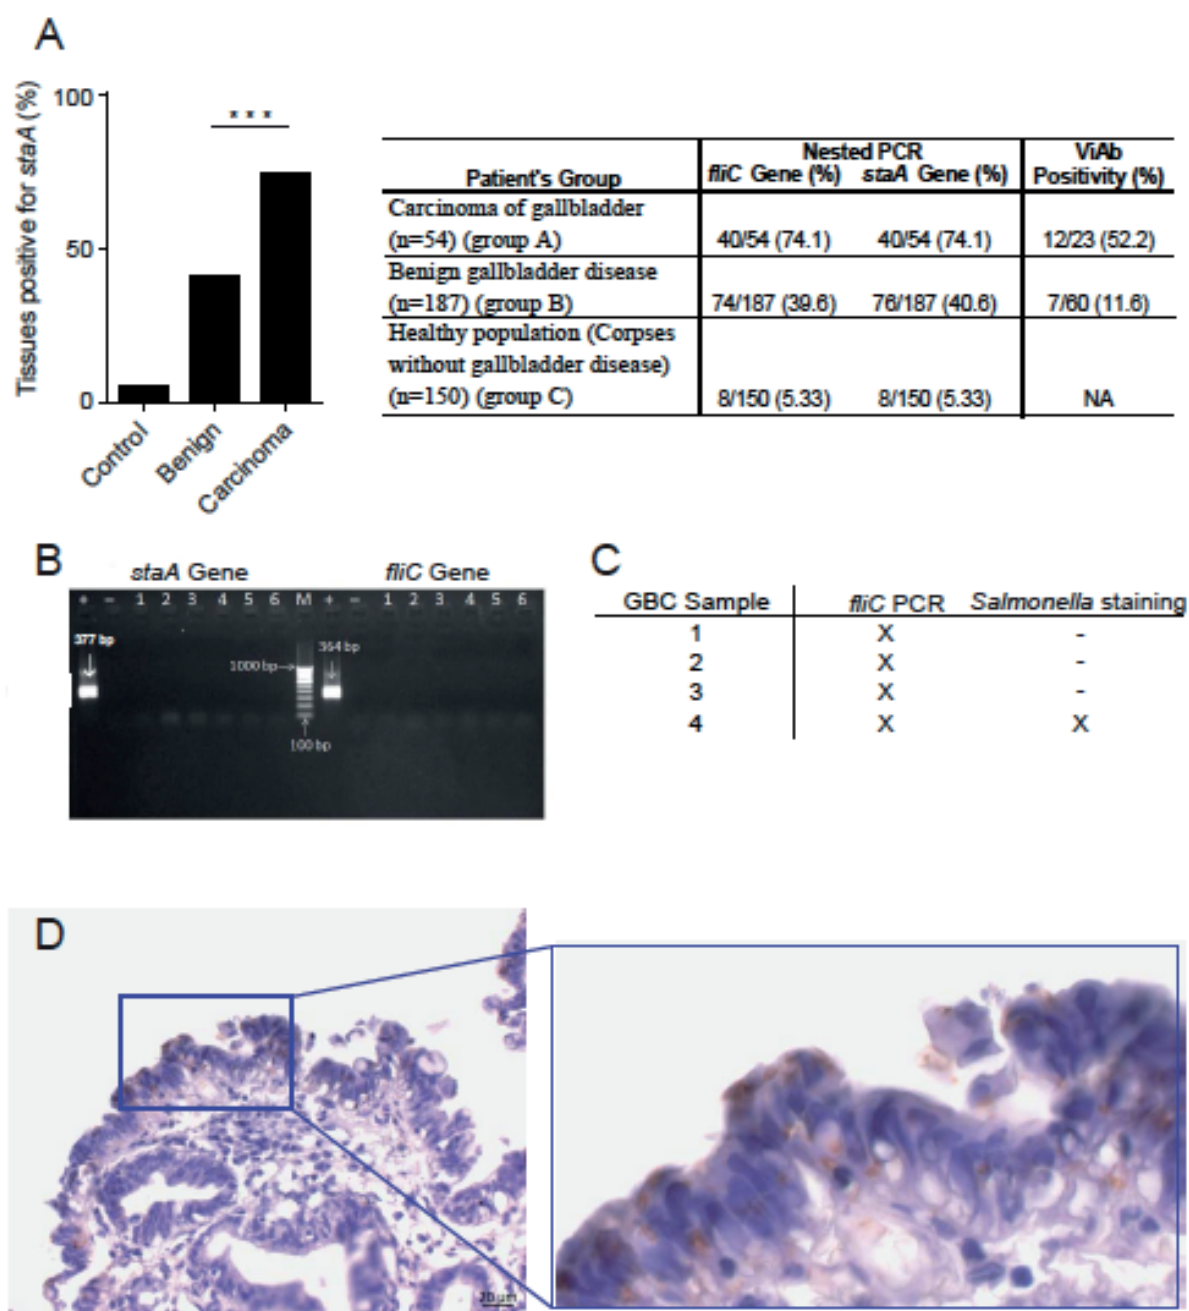 A
Tissues positive for staA (%)
100
50
0
***
Control
Benign
Carcinoma
Patient's Group
Nested PCR
fliC Gene (%) staA Gene (%)
ViAb
Positivity (%)
Carcinoma of gallbladder
(n=54) (group A) 40/54 (74.1) 40/54 (74.1) 12/23 (52.2)
Benign gallbladder disease
(n=187) (group B) 74/187 (39.6) 76/187 (40.6) 7/60 (11.6)
Healthy population (Corpses
without gallbladder disease)
(n=150) (group C) 8/150 (5.33) 8/150 (5.33) NA
B
staA Gene fliC Gene
+ - 1 2 3 4 5 6 M + - 1 2 3 4 5 6
377 bp
364 bp
1000 bp
100 bp
C
GBC Sample fliC PCR Salmonella staining
1 X -
2 X -
3 X -
4 X X
D
20 µm